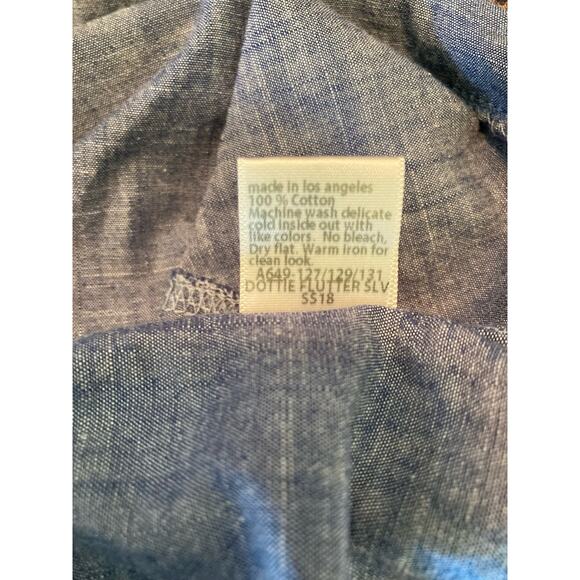 made in los angeles
100 % Cotton
Machine wash delicate
cold inside out with
like colors. No bleach,
Dry flat. Warm iron for
clean look.
A649-127/129/131
DOTTIE FLUTTER SLV
SS18